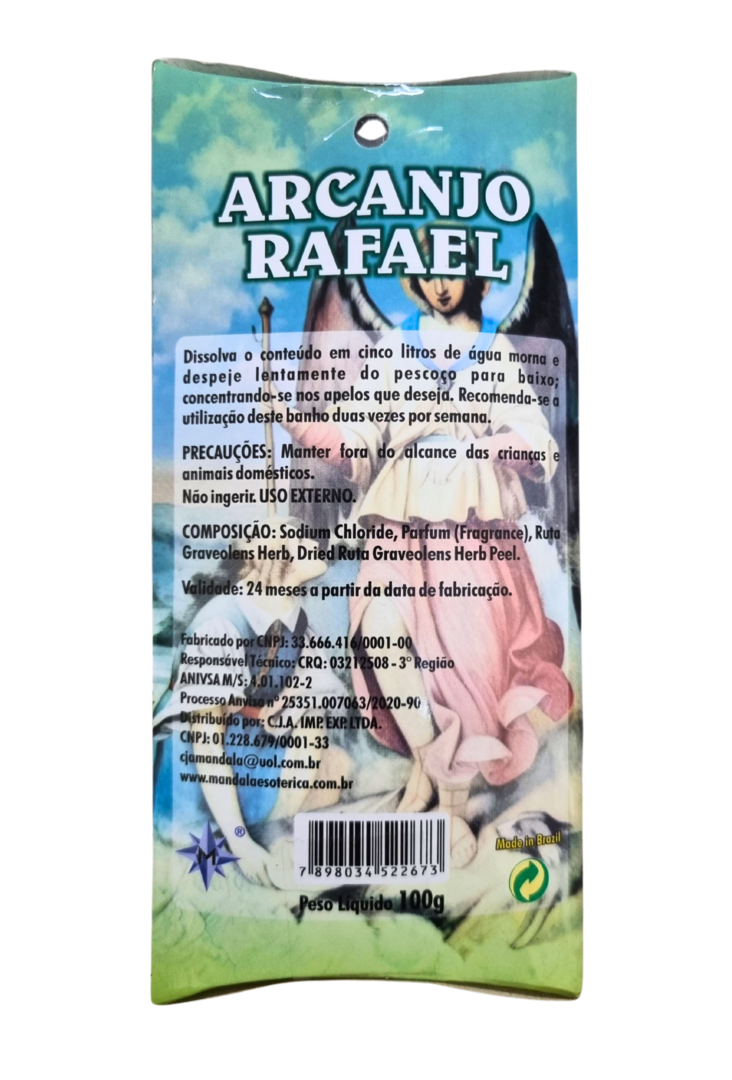 ARCANJO
RAFAEL
Dissolva o conteúdo em cinco litros de água morna e
despeje lentamente do pescoço para baixo;
concentrando-se nos apelos que deseja. Recomenda-se a
utilização deste banho duas vezes por semana.
PRECAUÇÕES: Manter fora do alcance das crianças e
animais domésticos.
Não ingerir. USO EXTERNO.
COMPOSIÇÃO: Sodium Chloride, Parfum (Fragrance), Ruta
Graveolens Herb, Dried Ruta Graveolens Herb Peel.
Validade: 24 meses a partir da data de fabricação.
Fabricado por CNPJ: 33.666.416/0001-00
Responsável Técnico: CRQ: 03212508 - 3º Região
ANIVSA M/S: 4.01.102-2
Processo Anvisa nº 25351.007063/2020-90
Distribuído por: C.J.A. IMP. EXP. LTDA.
CNPJ: 01.228.679/0001-33
cjamandala@uol.com.br
www.mandalaesoterica.com.br
M ®
7 898034 522673
Made in Brazil
Peso Líquido 100g